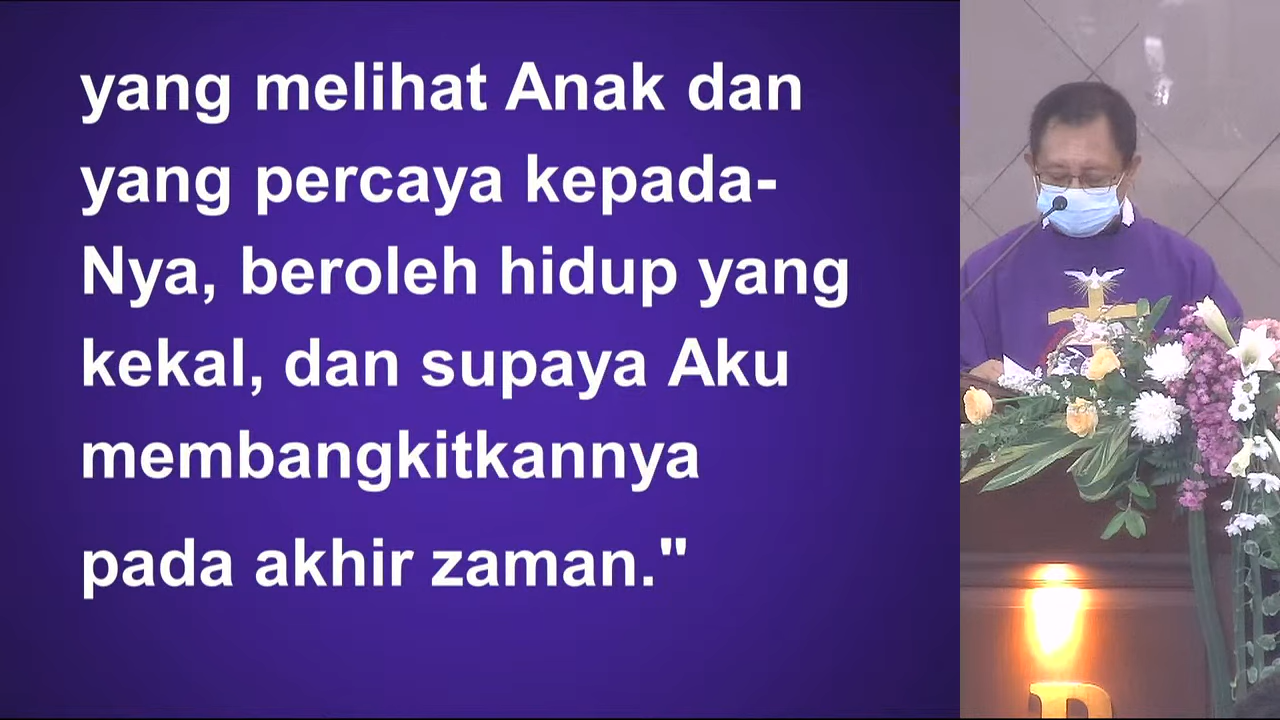 yang melihat Anak dan
yang percaya kepada-
Nya, beroleh hidup yang
kekal, dan supaya Aku
membangkitkannya
pada akhir zaman."